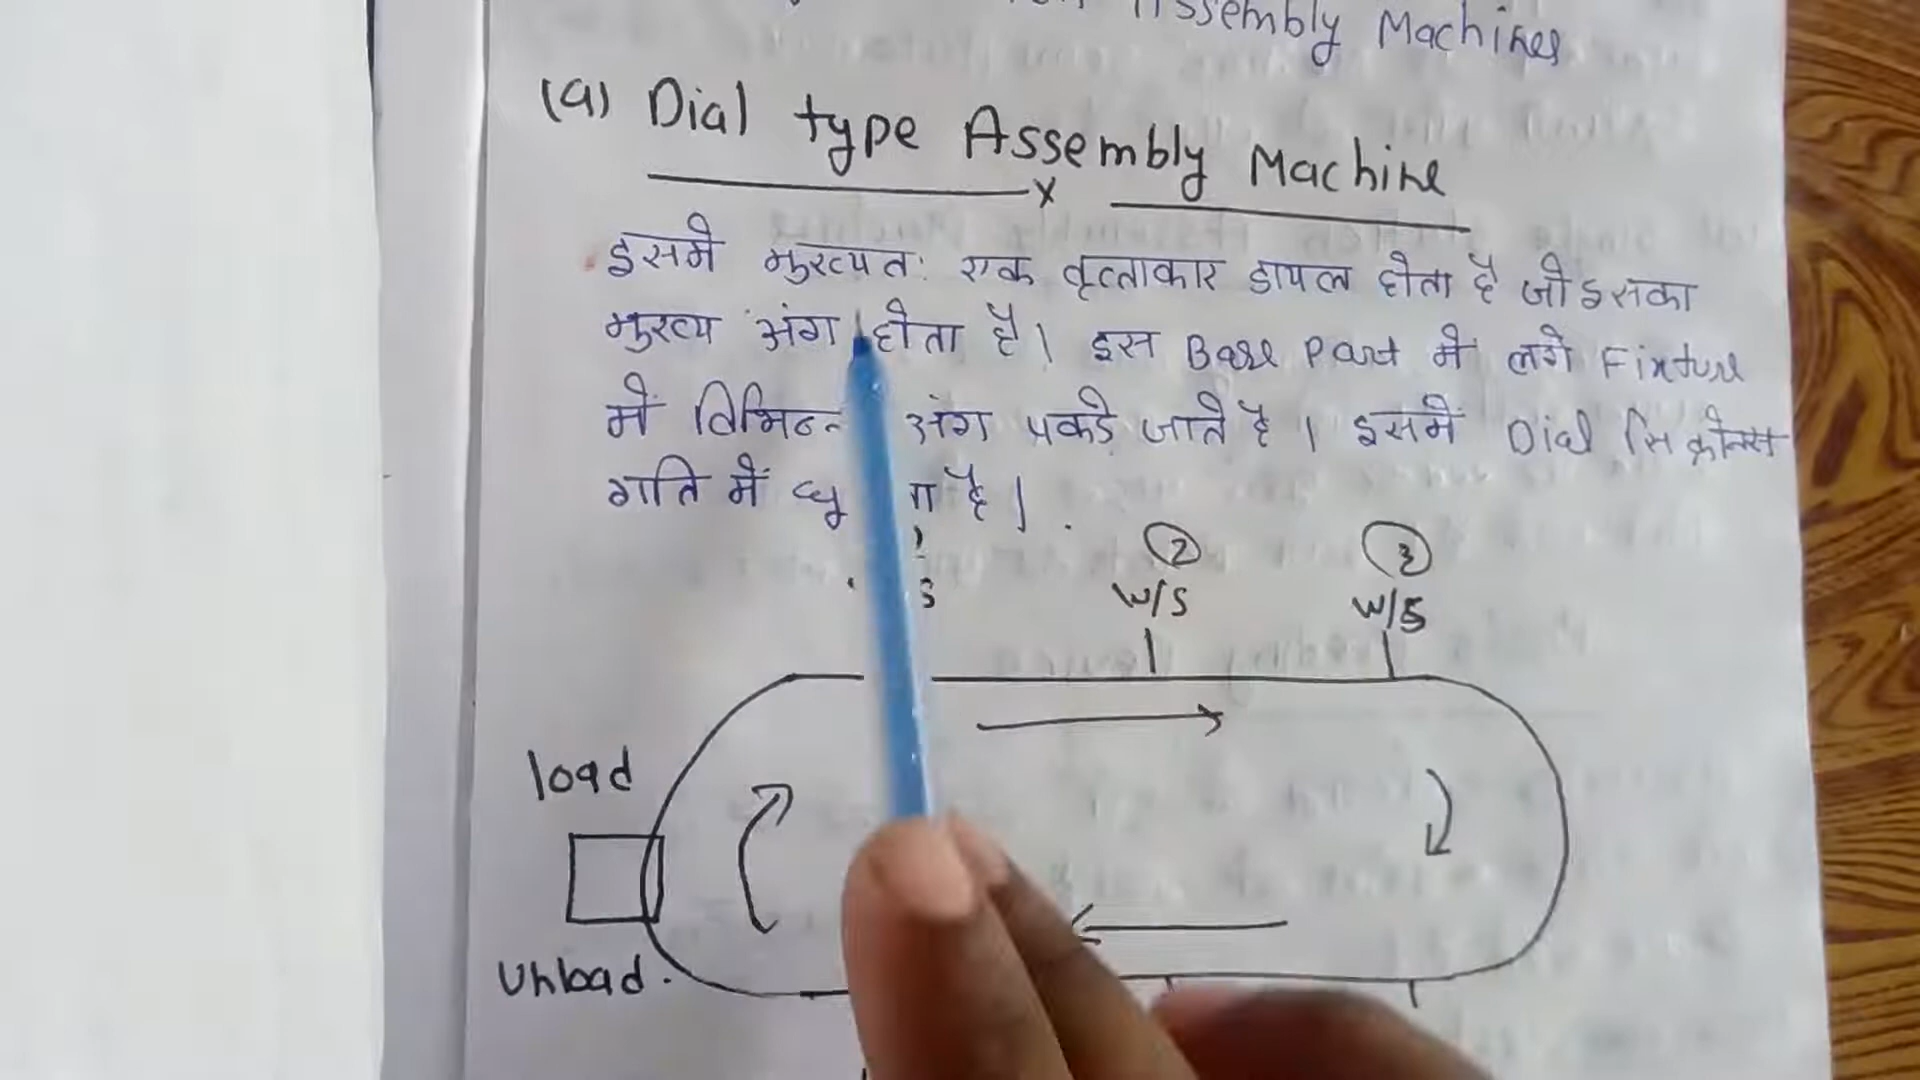 Assembly Machines
(a) Dial type Assembly Machine
इसमे मुख्यतः एक वृत्ताकार डायल होता है जो इसका
मुख्य अंग होता है। इस Base Part मे लगे Fixture
में विभिन्न अंग पकडे जाते है। इसमे Dial
गति में है।
② ③
W/S W/S
load
Unload.